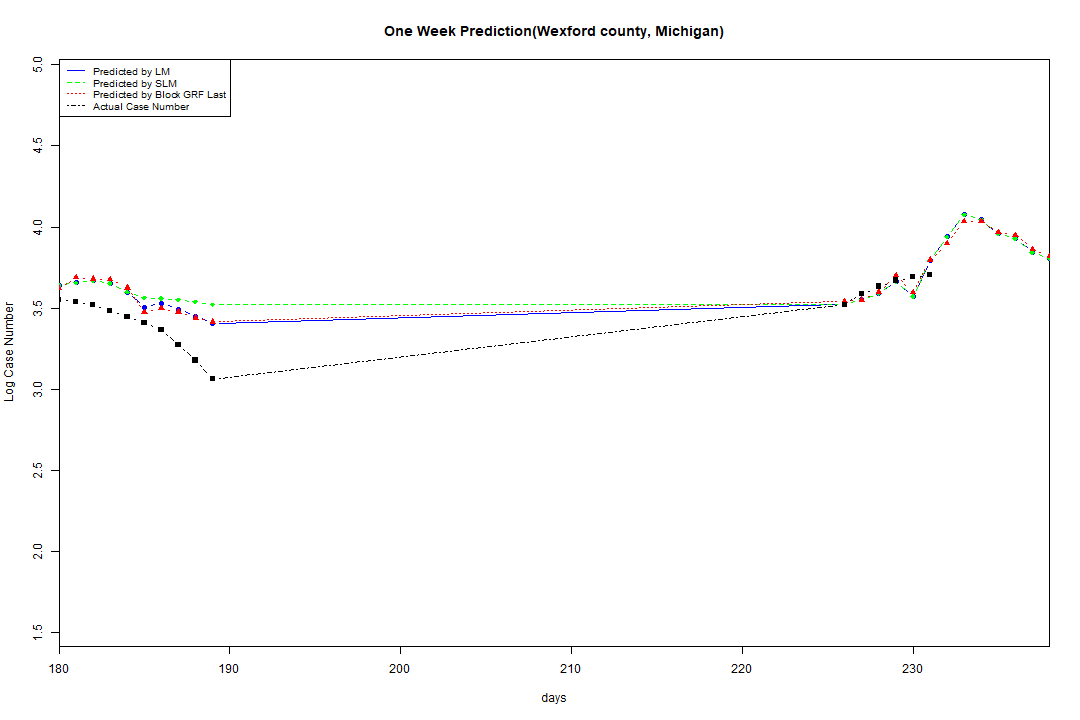 One Week Prediction(Wexford county, Michigan)
Predicted by LM
Predicted by SLM
Predicted by Block GRF Last
Actual Case Number
5.0
4.5
4.0
3.5
3.0
2.5
2.0
1.5
Log Case Number
180 190 200 210 220 230
days